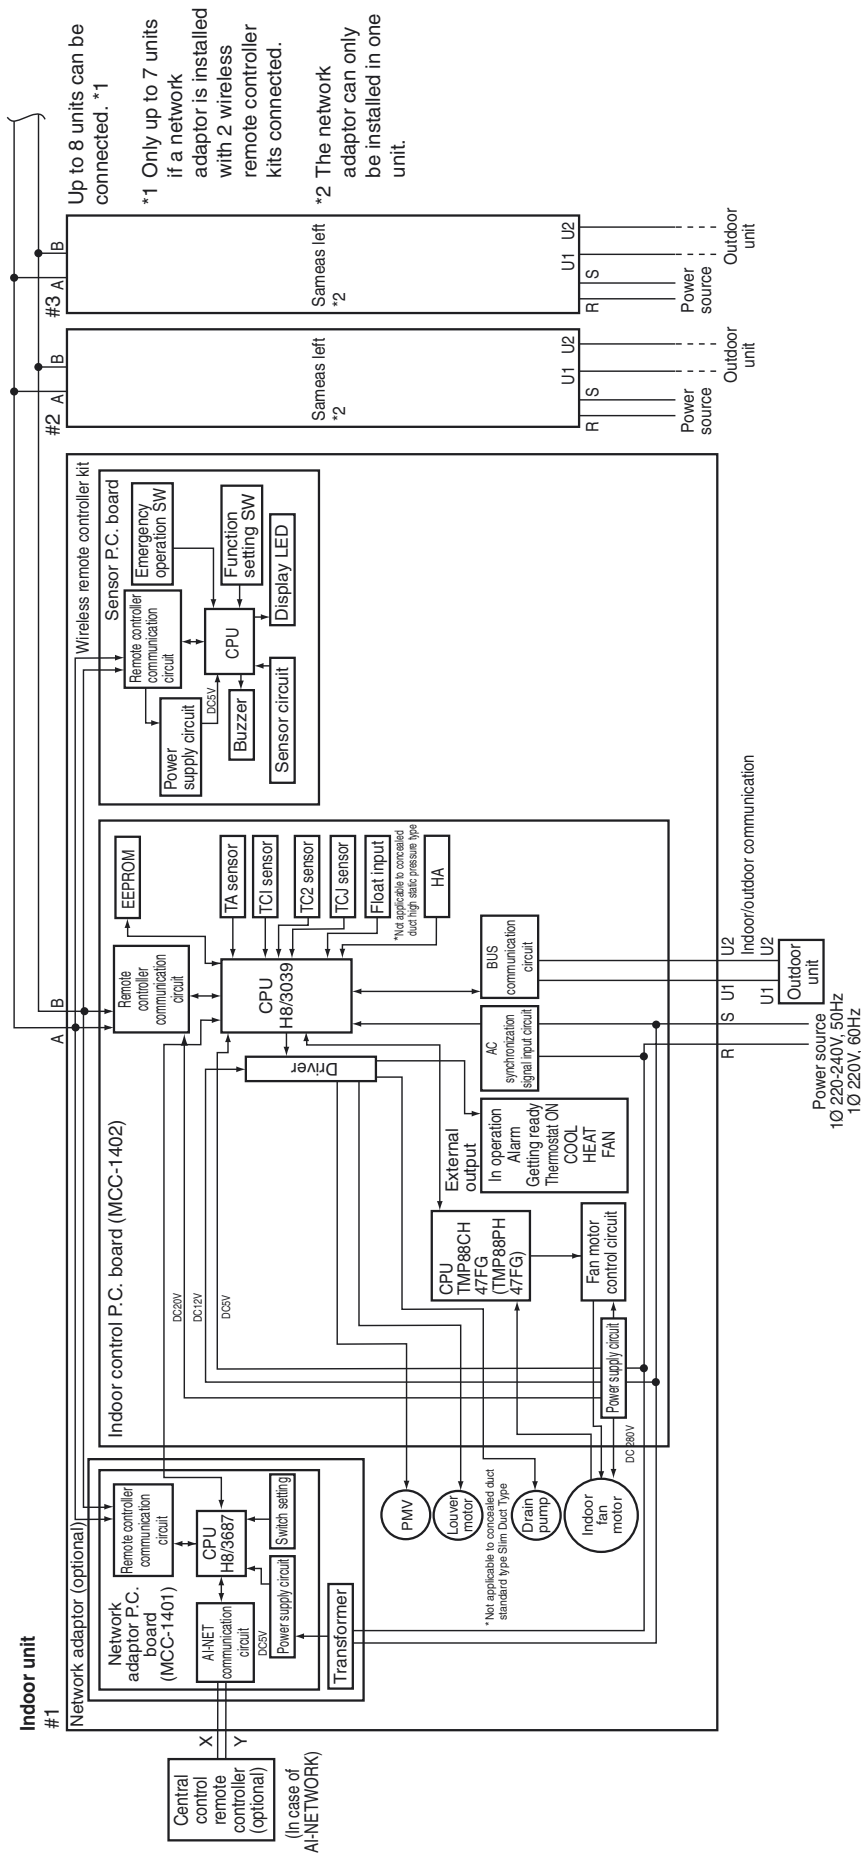 Indoor unit
#1
Network adaptor (optional)
Network
adaptor P.C.
board
(MCC-1401)
Remote controller
communication
circuit
CPU
H8/3687
AI-NET
communication
circuit
Switch setting
DC5V
Power supply circuit
Transformer
X
Y
Central
control
remote
controller
(optional)
(In case of
AI-NETWORK)
Indoor control P.C. board (MCC-1402)
DC20V
DC12V
DC5V
Remote
controller
communication
circuit
EEPROM
CPU
H8/3039
TA sensor
TCI sensor
TC2 sensor
TCJ sensor
Float input
*Not applicable to concealed
duct high static pressure type
HA
Driver
AC
synchronization
signal input circuit
BUS
communication
circuit
External
output
In operation
Alarm
Getting ready
Thermostat ON
COOL
HEAT
FAN
CPU
TMP88CH
47FG
(TMP88PH
47FG)
Fan motor
control circuit
Power supply circuit
DC 280V
PMV
Louver
motor
*Not applicable to concealed duct
standard type Slim Duct Type
Drain
pump
Indoor
fan
motor
Wireless remote controller kit
Sensor P.C. board
Remote controller
communication
circuit
Emergency
operation SW
Power
supply circuit
DC5V
CPU
Function
setting SW
Buzzer
Display LED
Sensor circuit
A
B
R
S
U1
U2
Indoor/outdoor communication
U1
U2
Outdoor
unit
Power source
1Ø 220-240V, 50Hz
1Ø 220V, 60Hz
#2
A
B
Sameas left
*2
R
S
U1
U2
Power
source
Outdoor
unit
#3
A
B
Sameas left
*2
R
S
U1
U2
Power
source
Outdoor
unit
Up to 8 units can be
connected. *1
*1 Only up to 7 units
if a network
adaptor is installed
with 2 wireless
remote controller
kits connected.
*2 The network
adaptor can only
be installed in one
unit.